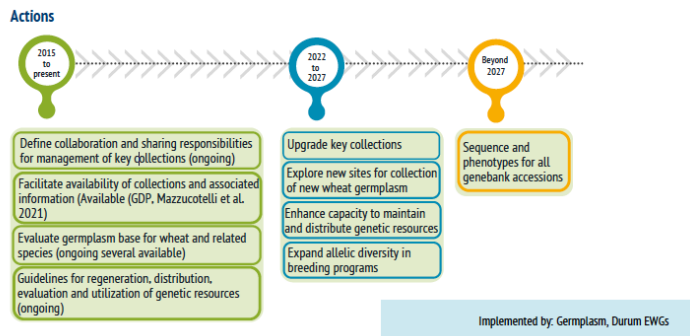 Actions
2015
to
present
2022
to
2027
Beyond
2027
Define collaboration and sharing responsibilities
for management of key collections (ongoing)
Facilitate availability of collections and associated
information (Available (GDP, Mazzucotelli et al.
2021)
Evaluate germplasm base for wheat and related
species (ongoing several available)
Guidelines for regeneration, distribution,
evaluation and utilization of genetic resources
(ongoing)
Upgrade key collections
Explore new sites for collection
of new wheat germplasm
Enhance capacity to maintain
and distribute genetic resources
Expand allelic diversity in
breeding programs
Sequence and
phenotypes for all
genebank accessions
Implemented by: Germplasm, Durum EWGs